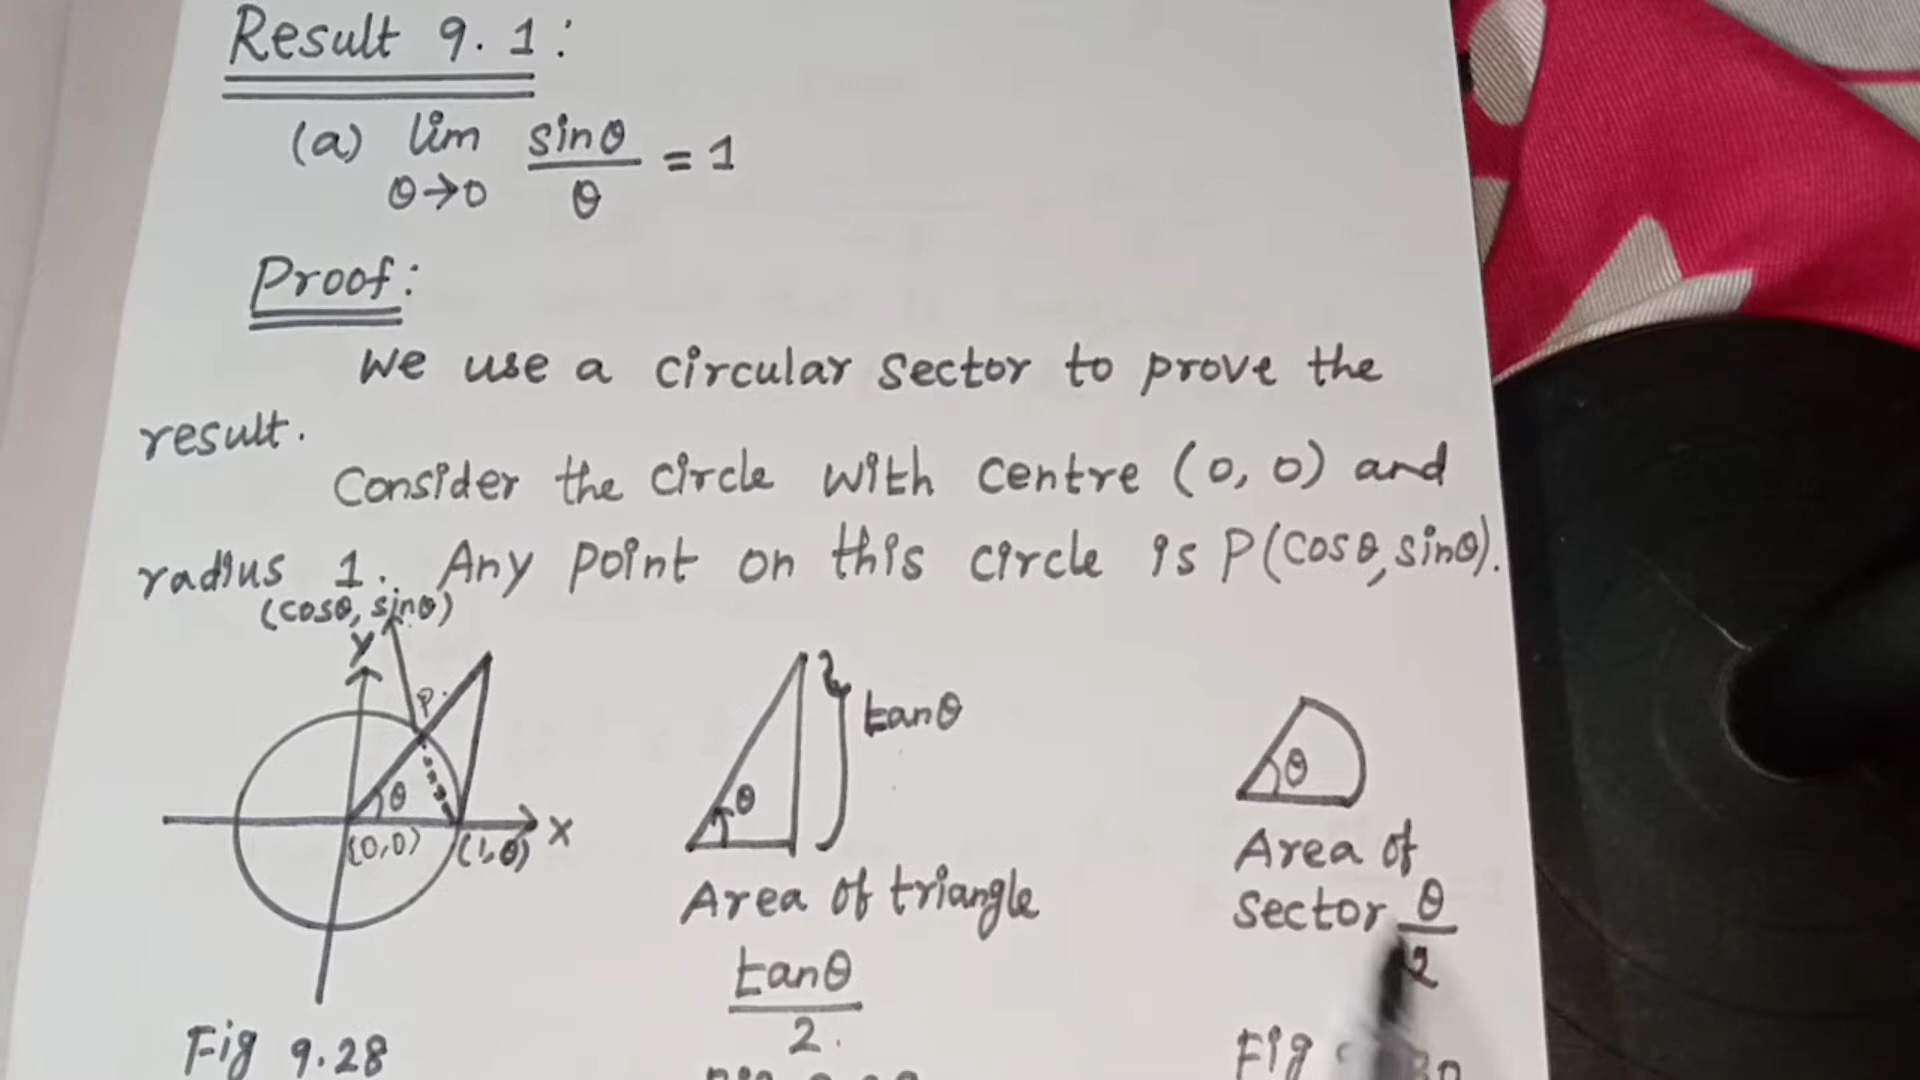 Result 9.1:
(a) lim sinθ = 1
θ→0 θ
Proof:
We use a circular sector to prove the
result.
Consider the circle with centre (0, 0) and
radius 1. Any point on this circle is P(cosθ, sinθ).
(cosθ, sinθ)
y
P
θ
(0,0)
(1,0)
x
Fig 9.28
θ
tanθ
Area of triangle
tanθ
2.
θ
Area of
sector θ
2
Fig